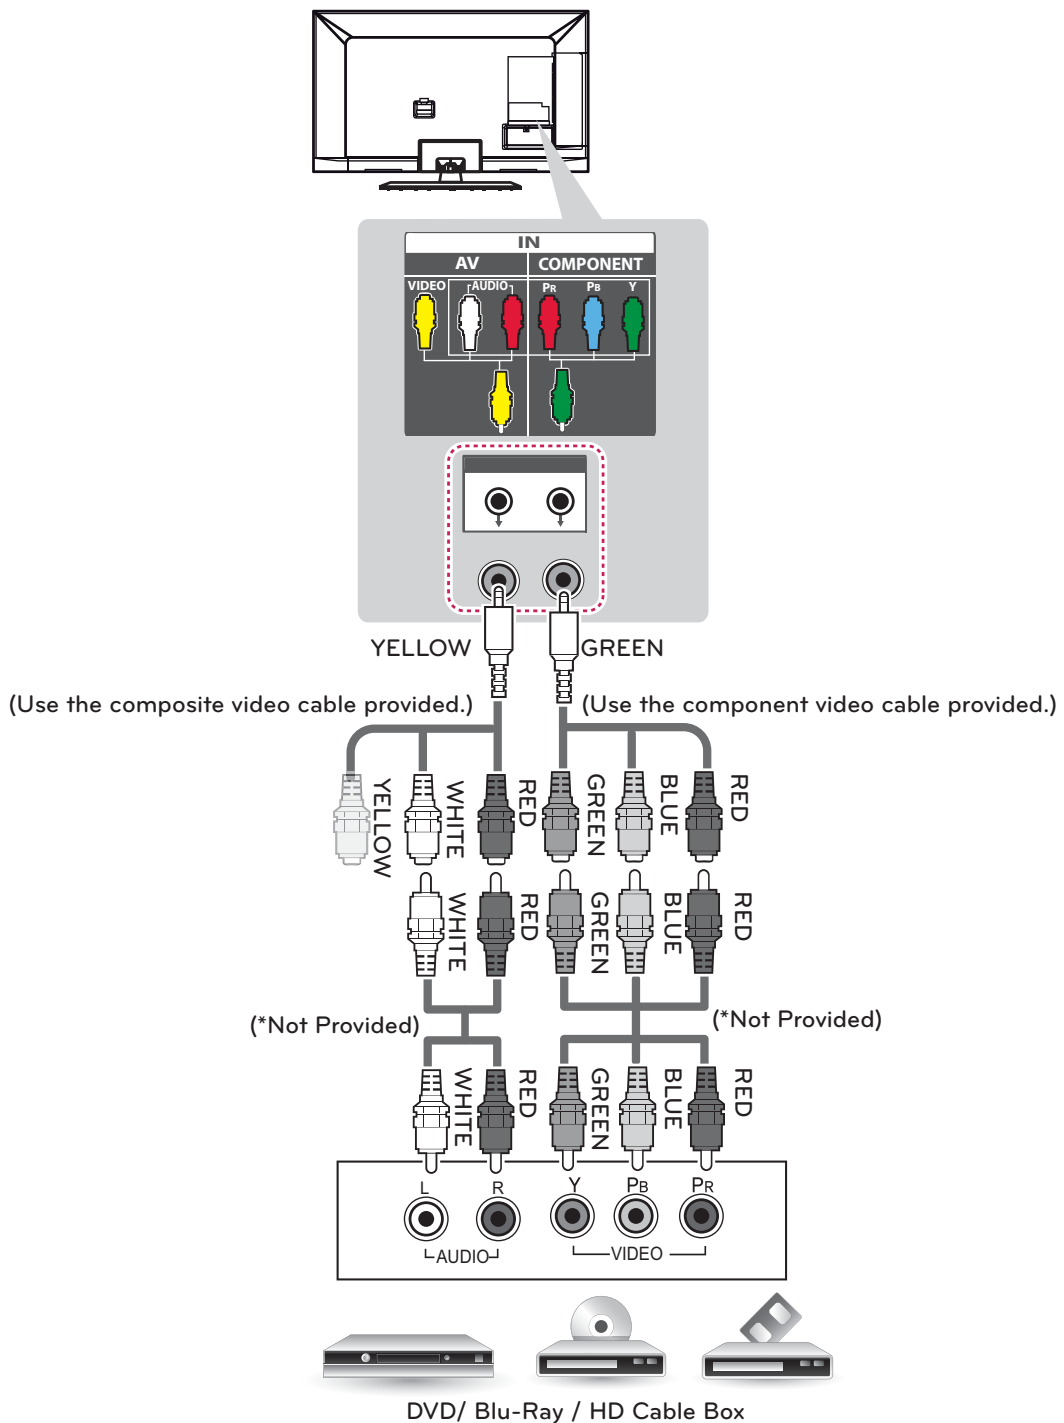 IN
AV COMPONENT
VIDEO AUDIO PR PB Y
YELLOW GREEN
(Use the composite video cable provided.) (Use the component video cable provided.)
YELLOW WHITE RED GREEN BLUE RED
WHITE RED GREEN BLUE RED
(*Not Provided) (*Not Provided)
WHITE RED GREEN BLUE RED
L R Y PB PR
AUDIO VIDEO
DVD/ Blu-Ray / HD Cable Box